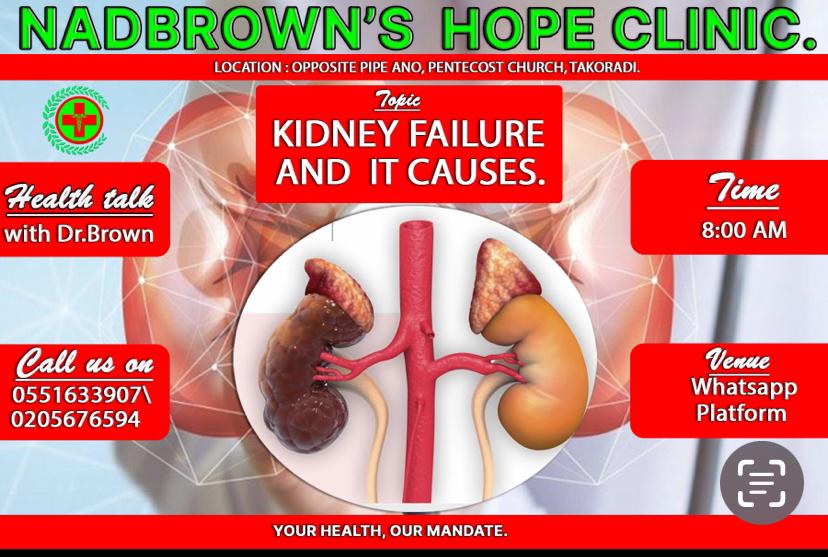 NADBROWN'S HOPE CLINIC.
LOCATION : OPPOSITE PIPE ANO, PENTECOST CHURCH, TAKORADI.
Topic
KIDNEY FAILURE
AND IT CAUSES.
Health talk
with Dr.Brown
Time
8:00 AM
Call us on
0551633907\
0205676594
Venue
Whatsapp
Platform
YOUR HEALTH, OUR MANDATE.